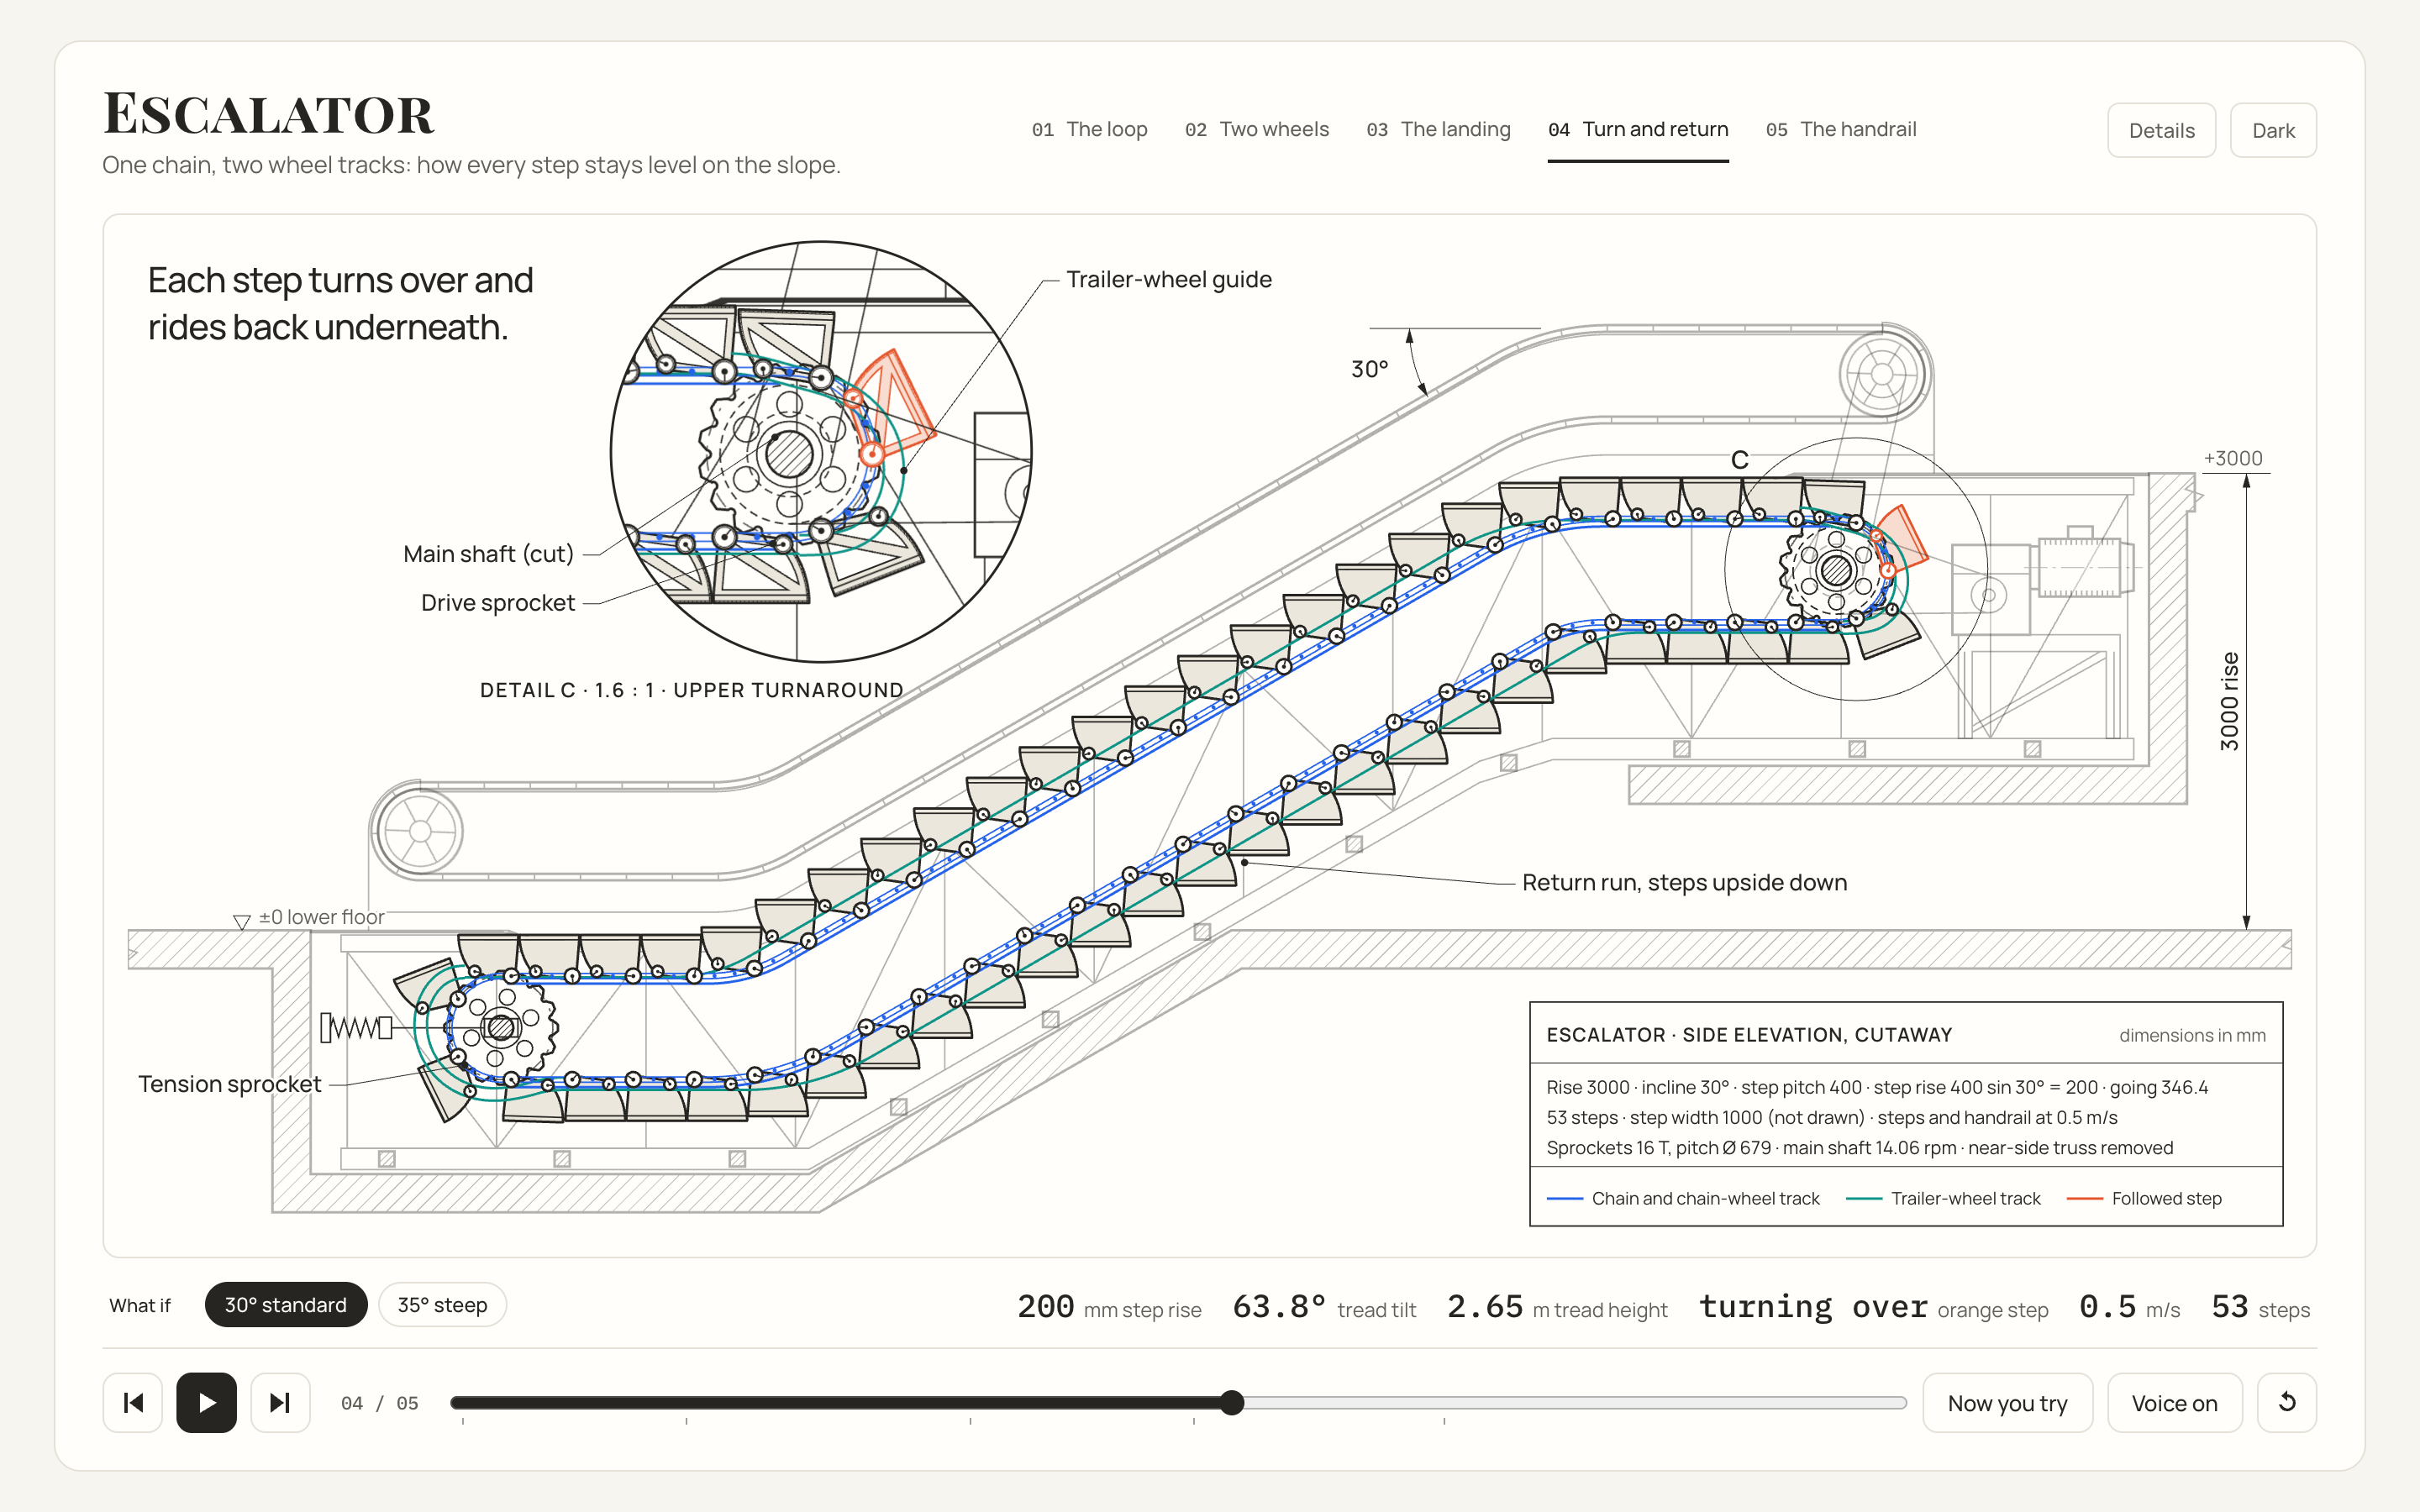 ESCALATOR
One chain, two wheel tracks: how every step stays level on the slope.
01 The loop
02 Two wheels
03 The landing
04 Turn and return
05 The handrail
Details
Dark
Each step turns over and
rides back underneath.
Trailer-wheel guide
Main shaft (cut)
Drive sprocket
DETAIL C · 1.6 : 1 · UPPER TURNAROUND
30°
C
+3000
3000 rise
Return run, steps upside down
±0 lower floor
Tension sprocket
ESCALATOR · SIDE ELEVATION, CUTAWAY
dimensions in mm
Rise 3000 · incline 30° · step pitch 400 · step rise 400 sin 30° = 200 · going 346.4
53 steps · step width 1000 (not drawn) · steps and handrail at 0.5 m/s
Sprockets 16 T, pitch Ø 679 · main shaft 14.06 rpm · near-side truss removed
Chain and chain-wheel track
Trailer-wheel track
Followed step
What if
30° standard
35° steep
200 mm step rise
63.8° tread tilt
2.65 m tread height
turning over orange step
0.5 m/s
53 steps
04 / 05
Now you try
Voice on